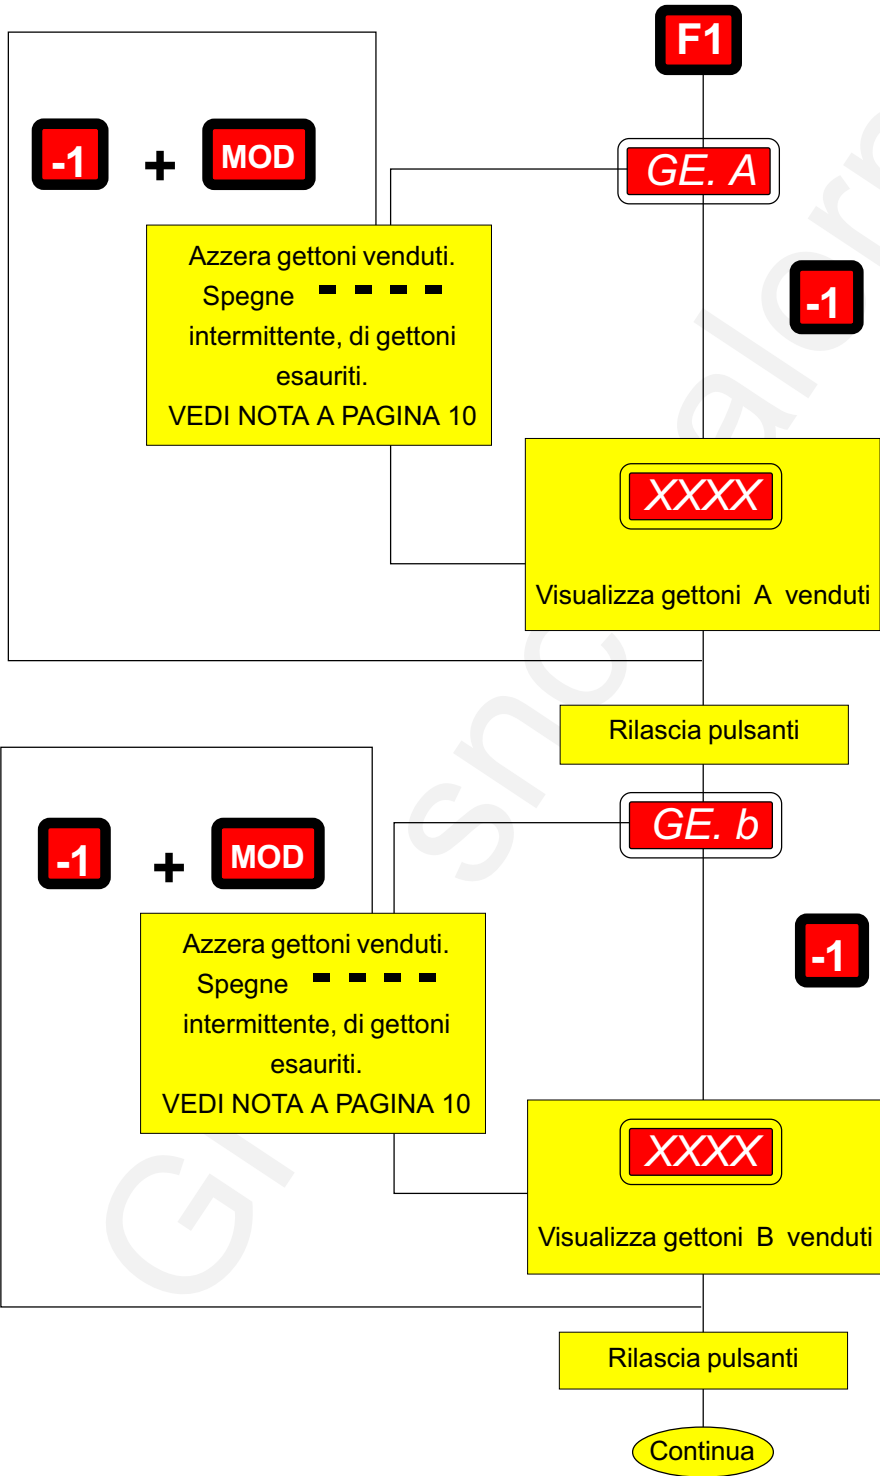 F1
-1 + MOD
GE. A
Azzera gettoni venduti.
Spegne - - - -
intermittente, di gettoni
esauriti.
VEDI NOTA A PAGINA 10
-1
XXXX
Visualizza gettoni A venduti
Rilascia pulsanti
GE. b
-1 + MOD
Azzera gettoni venduti.
Spegne - - - -
intermittente, di gettoni
esauriti.
VEDI NOTA A PAGINA 10
-1
XXXX
Visualizza gettoni B venduti
Rilascia pulsanti
Continua
snc